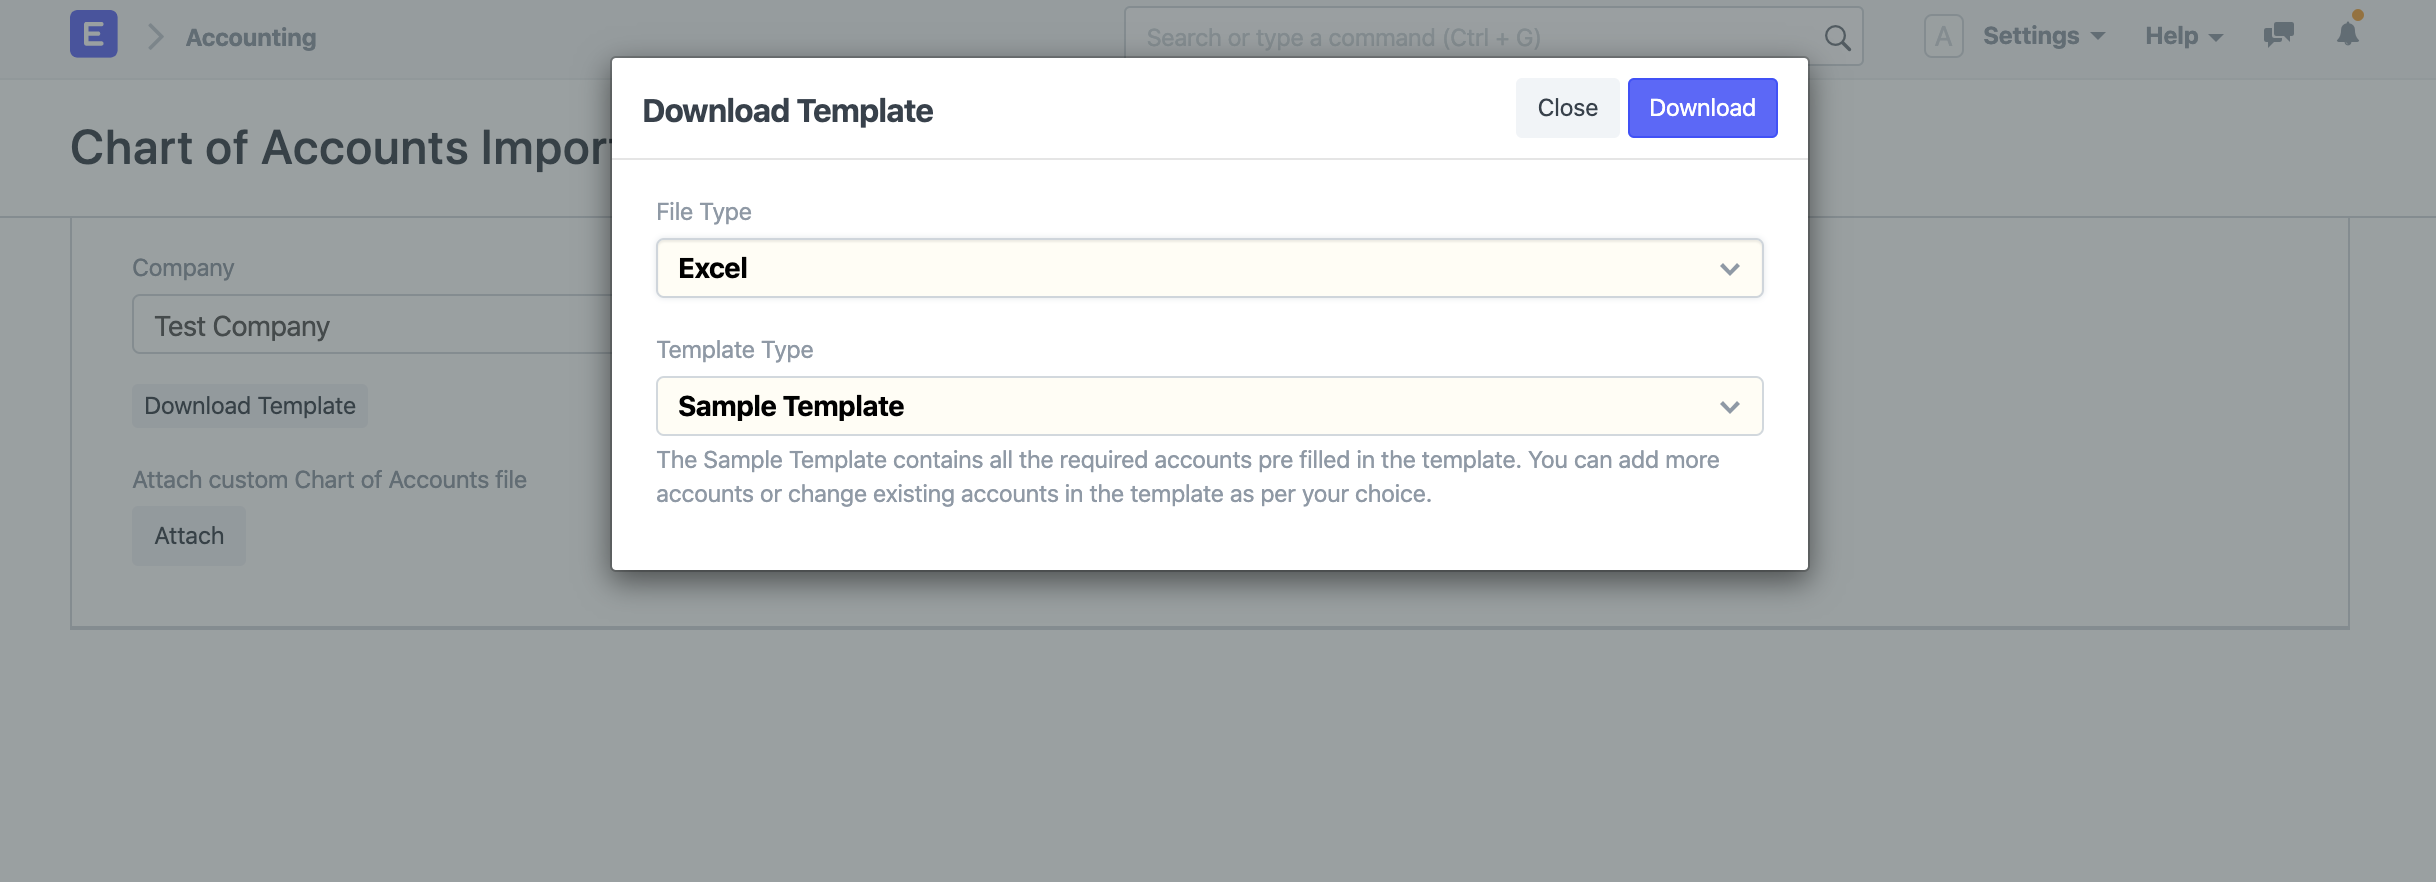 E
Accounting
Search or type a command (Ctrl + G)
A
Settings
Help
Chart of Accounts Impor
Download Template
Close
Download
File Type
Excel
Template Type
Sample Template
The Sample Template contains all the required accounts pre filled in the template. You can add more
accounts or change existing accounts in the template as per your choice.
Company
Test Company
Download Template
Attach custom Chart of Accounts file
Attach